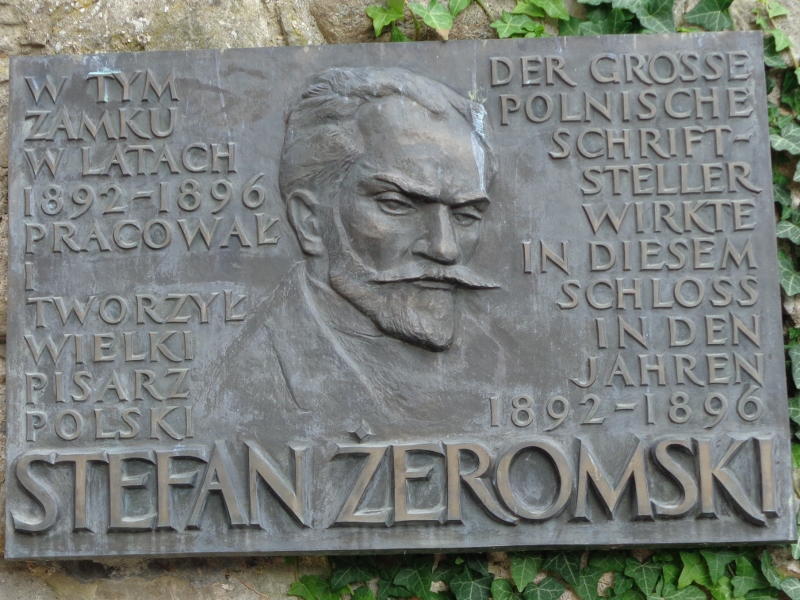 W TYM
ZAMKU
W LATACH
1892-1896
PRACOWAŁ
I
TWORZYŁ
WIELKI
PISARZ
POLSKI
DER GROSSE
POLNISCHE
SCHRIFT-
STELLER
WIRKTE
IN DIESEM
SCHLOSS
IN DEN
JAHREN
1892-1896
STEFAN ŻEROMSKI